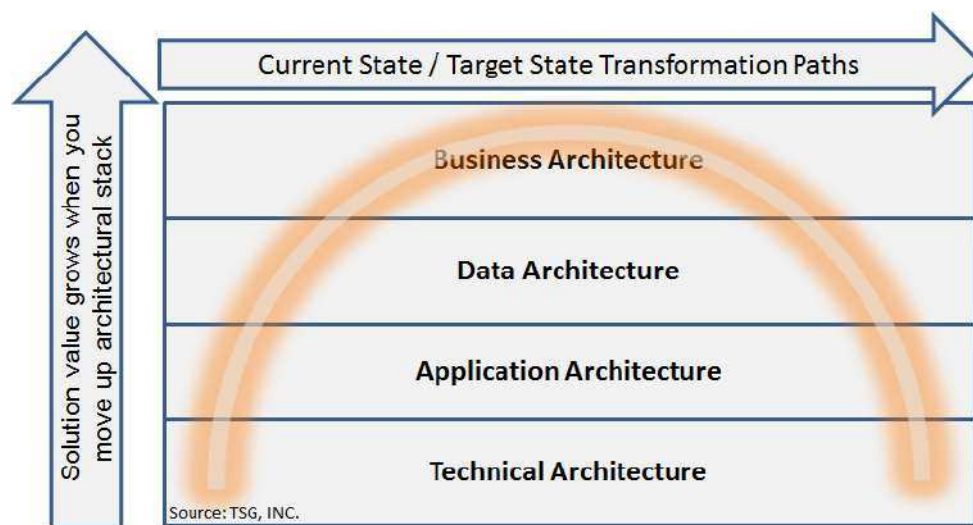 Current State / Target State Transformation Paths
Solution value grows when you
move up architectural stack
Business Architecture
Data Architecture
Application Architecture
Technical Architecture
Source: TSG, INC.